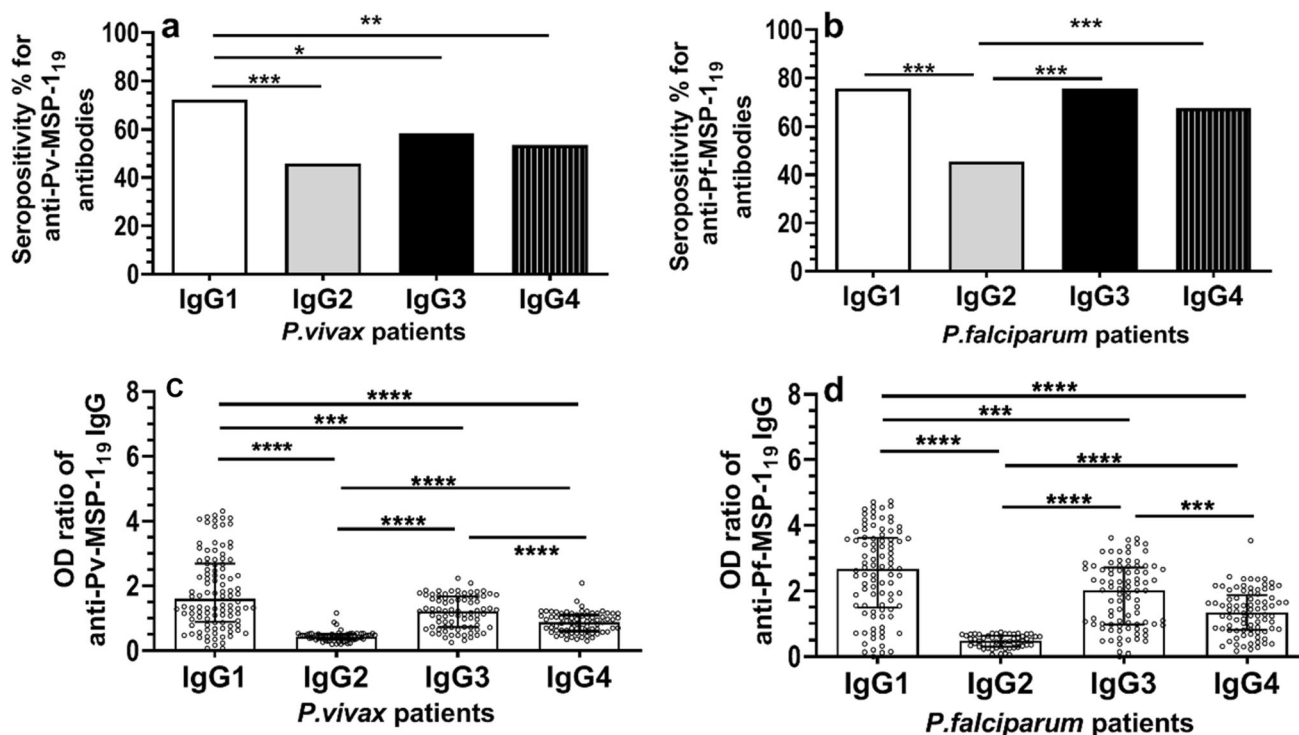 a
Seropositivity % for
anti-Pv-MSP-1₁₉
antibodies
100
80
60
40
20
0
**
*
***
IgG1 IgG2 IgG3 IgG4
P.vivax patients
b
Seropositivity % for
anti-Pf-MSP-1₁₉
antibodies
100
80
60
40
20
0
***
*** ***
IgG1 IgG2 IgG3 IgG4
P.falciparum patients
c
OD ratio of
anti-Pv-MSP-1₁₉ IgG
8
6
4
2
0
****
***
****
****
****
****
IgG1 IgG2 IgG3 IgG4
P.vivax patients
d
OD ratio of
anti-Pf-MSP-1₁₉ IgG
8
6
4
2
0
****
***
****
****
**** ***
IgG1 IgG2 IgG3 IgG4
P.falciparum patients